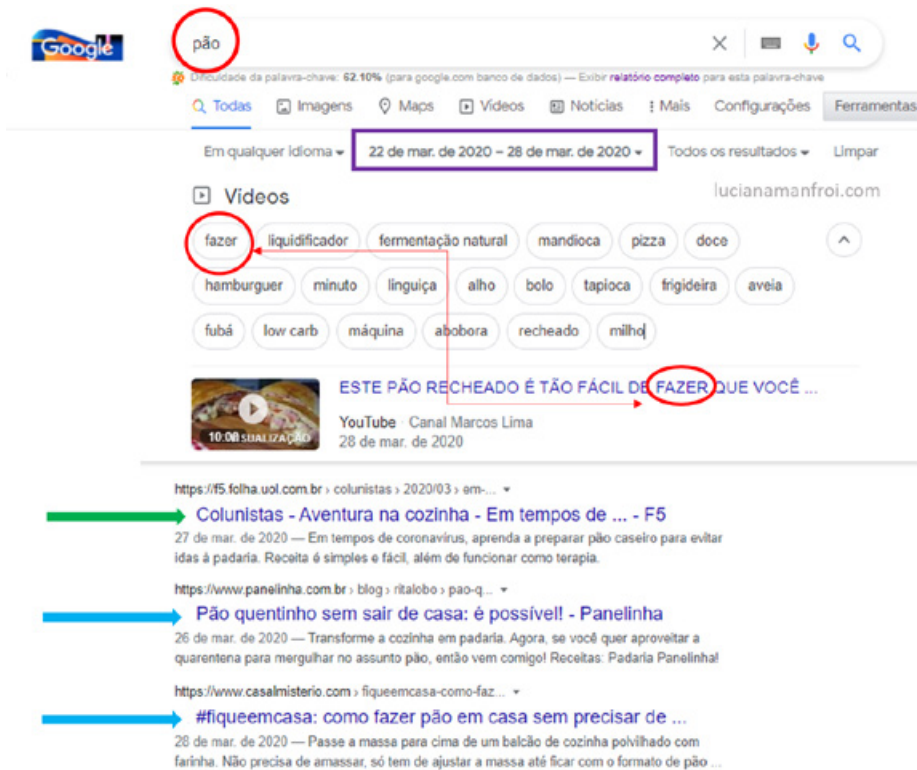 Google
pão
Dificuldade da palavra-chave: 62.10% (para google.com banco de dados) — Exibir relatório completo para esta palavra-chave
Todas Imagens Maps Vídeos Notícias Mais Configurações Ferramentas
Em qualquer idioma 22 de mar. de 2020 – 28 de mar. de 2020 Todos os resultados Limpar
Vídeos lucianamanfroi.com
fazer liquidificador fermentação natural mandioca pizza doce
hamburguer minuto linguiça alho bolo tapioca frigideira aveia
fubá low carb máquina abobora recheado milho
ESTE PÃO RECHEADO É TÃO FÁCIL DE FAZER QUE VOCÊ ...
YouTube · Canal Marcos Lima
10:08 28 de mar. de 2020
https://f5.folha.uol.com.br › colunistas › 2020/03 › em-...
Colunistas - Aventura na cozinha - Em tempos de ... - F5
27 de mar. de 2020 — Em tempos de coronavírus, aprenda a preparar pão caseiro para evitar
idas à padaria. Receita é simples e fácil, além de funcionar como terapia.
https://www.panelinha.com.br › blog › ritalobo › pao-q...
Pão quentinho sem sair de casa: é possível! - Panelinha
26 de mar. de 2020 — Transforme a cozinha em padaria. Agora, se você quer aproveitar a
quarentena para mergulhar no assunto pão, então vem comigo! Receitas: Padaria Panelinha!
https://www.casalmisterio.com › fiqueemcasa-como-faz...
#fiqueemcasa: como fazer pão em casa sem precisar de ...
28 de mar. de 2020 — Passe a massa para cima de um balcão de cozinha polvilhado com
farinha. Não precisa de amassar, só tem de ajustar a massa até ficar com o formato de pão ...